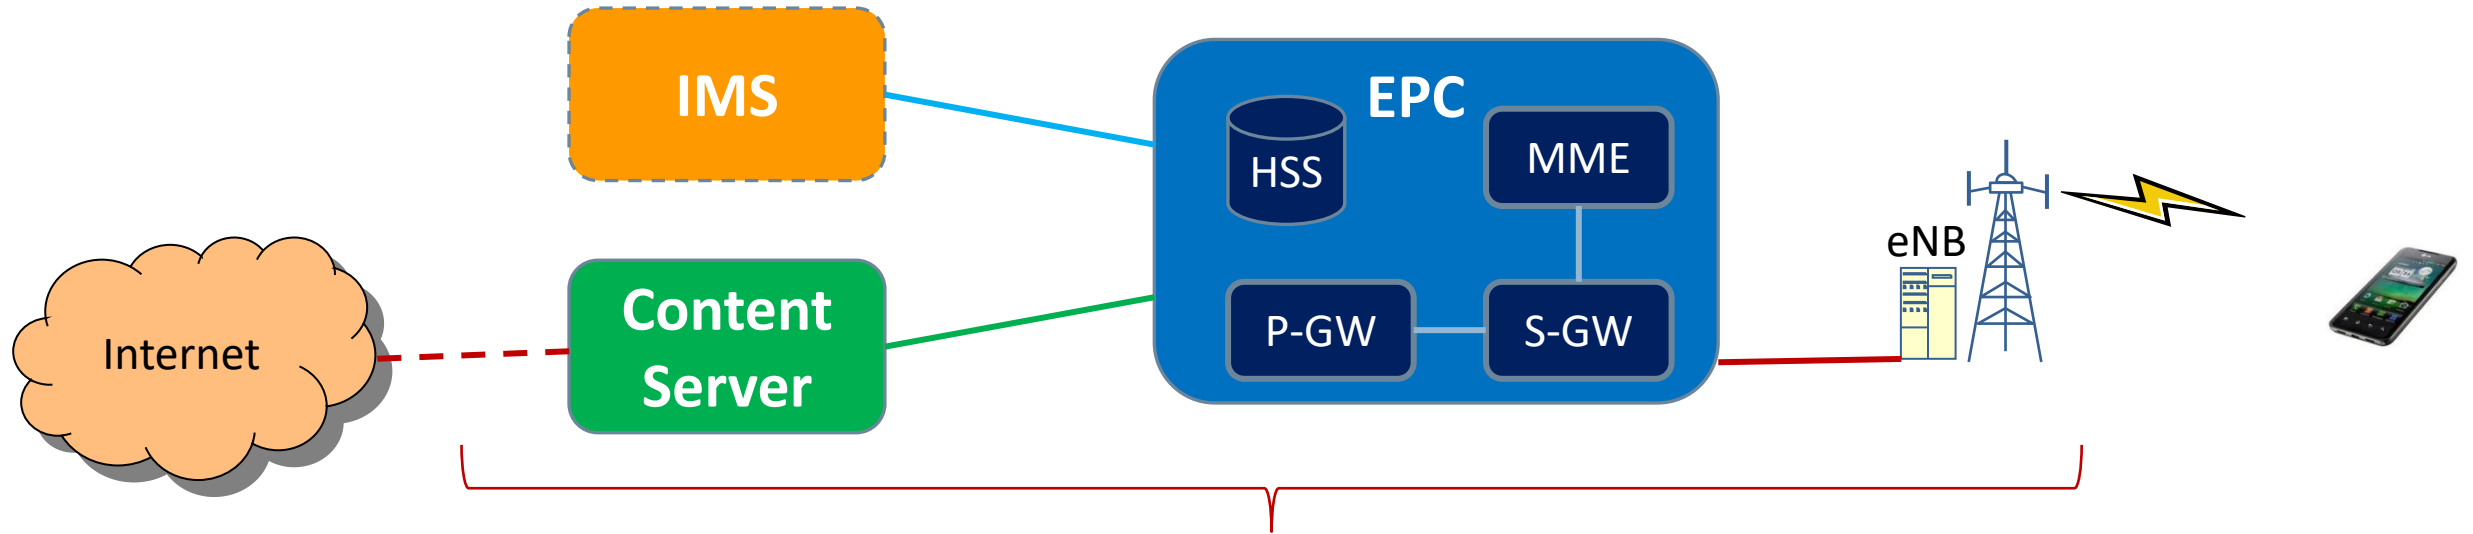 IMS
EPC
HSS
MME
eNB
Internet
Content
Server
P-GW
S-GW